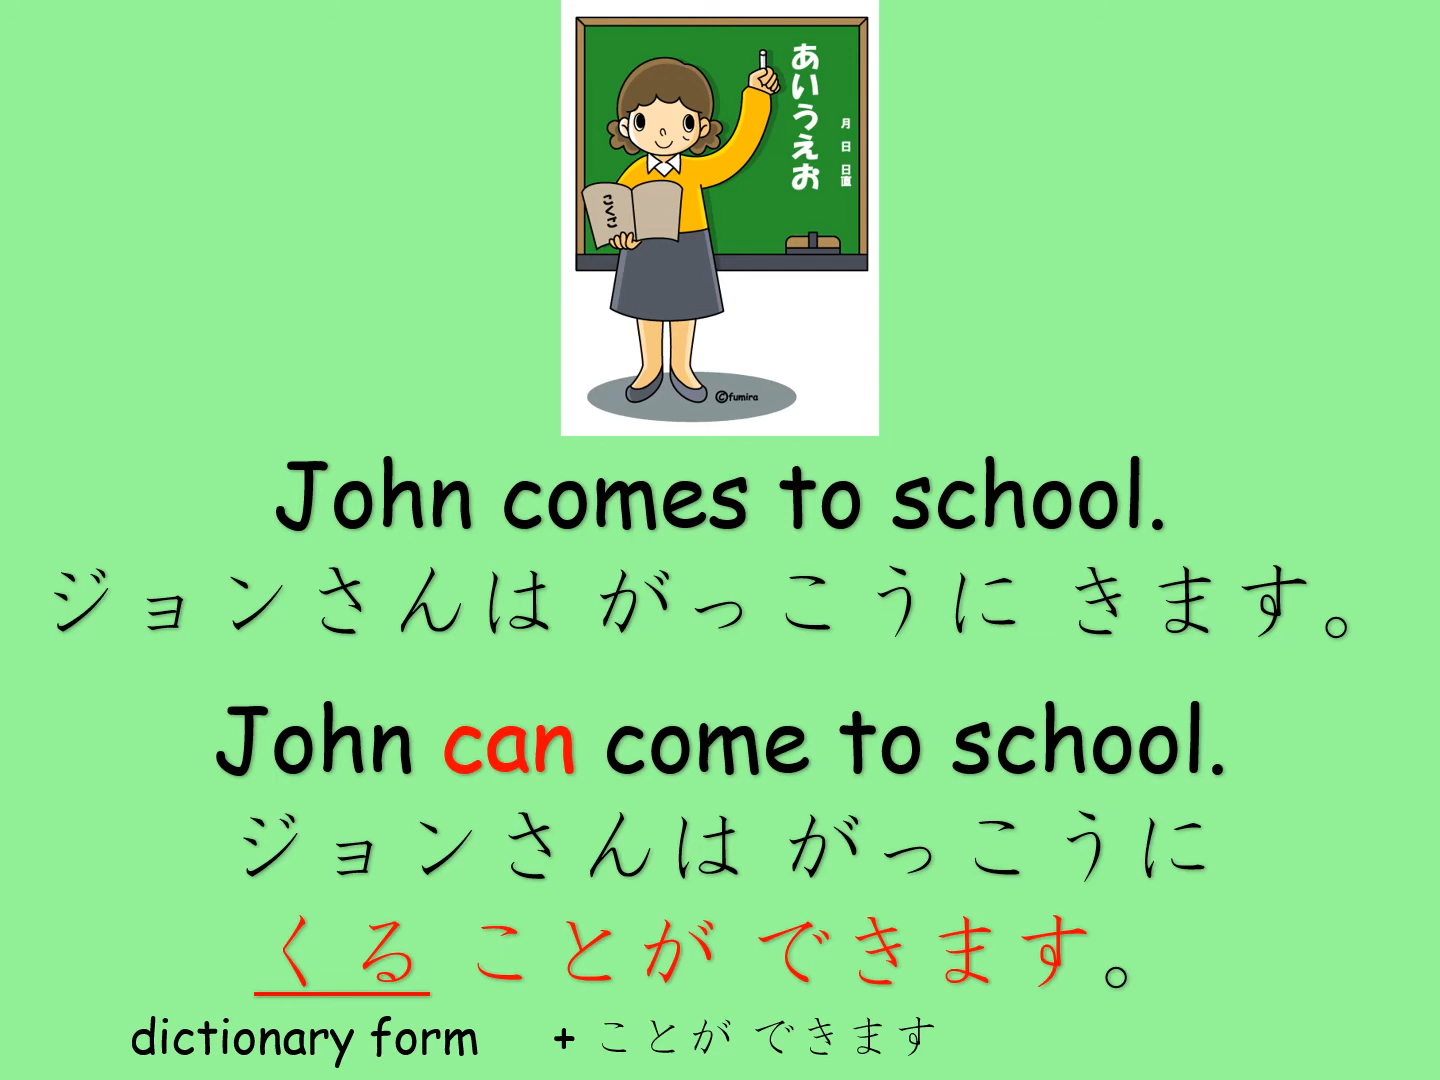 あいうえお
月 日 日直
こくご
©fumira
John comes to school.
ジョンさんは がっこうに きます。
John can come to school.
ジョンさんは がっこうに
くる ことが できます。
dictionary form + ことが できます